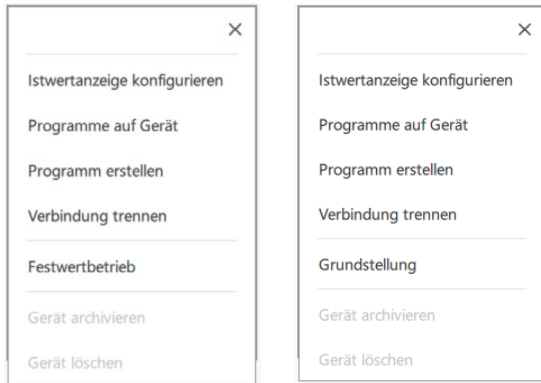 ×
Istwertanzeige konfigurieren
Programme auf Gerät
Programm erstellen
Verbindung trennen
Festwertbetrieb
Gerät archivieren
Gerät löschen
×
Istwertanzeige konfigurieren
Programme auf Gerät
Programm erstellen
Verbindung trennen
Grundstellung
Gerät archivieren
Gerät löschen